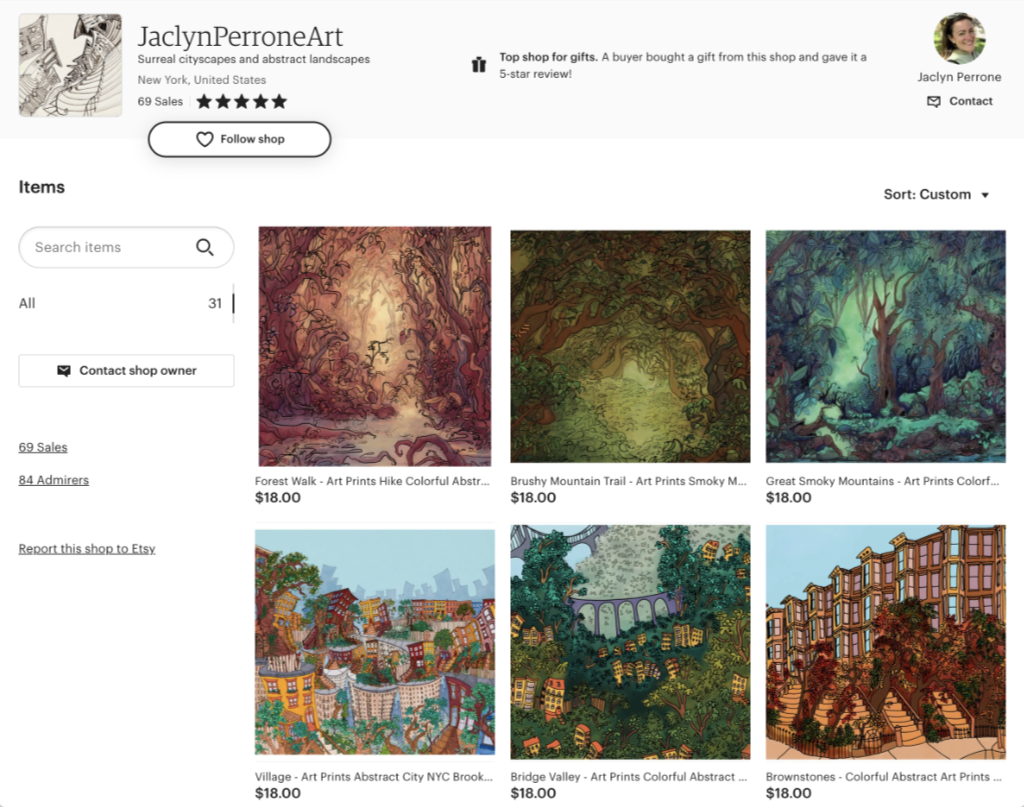 JaclynPerroneArt
Surreal cityscapes and abstract landscapes
New York, United States
69 Sales
Follow shop
Top shop for gifts. A buyer bought a gift from this shop and gave it a
5-star review!
Jaclyn Perrone
Contact
Items
Sort: Custom
Search items
All 31
Contact shop owner
69 Sales
84 Admirers
Report this shop to Etsy
Forest Walk - Art Prints Hike Colorful Abstr...
$18.00
Brushy Mountain Trail - Art Prints Smoky M...
$18.00
Great Smoky Mountains - Art Prints Colorf...
$18.00
Village - Art Prints Abstract City NYC Brook...
$18.00
Bridge Valley - Art Prints Colorful Abstract ...
$18.00
Brownstones - Colorful Abstract Art Prints ...
$18.00